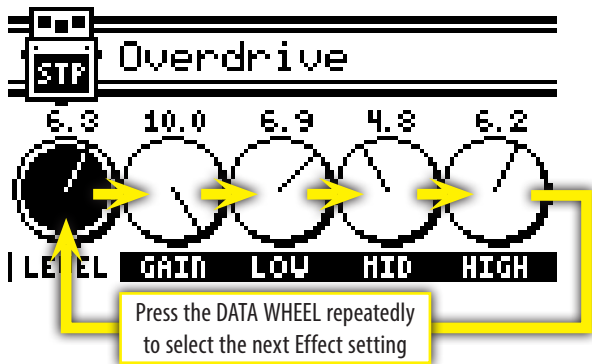 STP
Overdrive
6.3 10.0 6.9 4.8 6.2
LEVEL GAIN LOW MID HIGH
Press the DATA WHEEL repeatedly
to select the next Effect setting